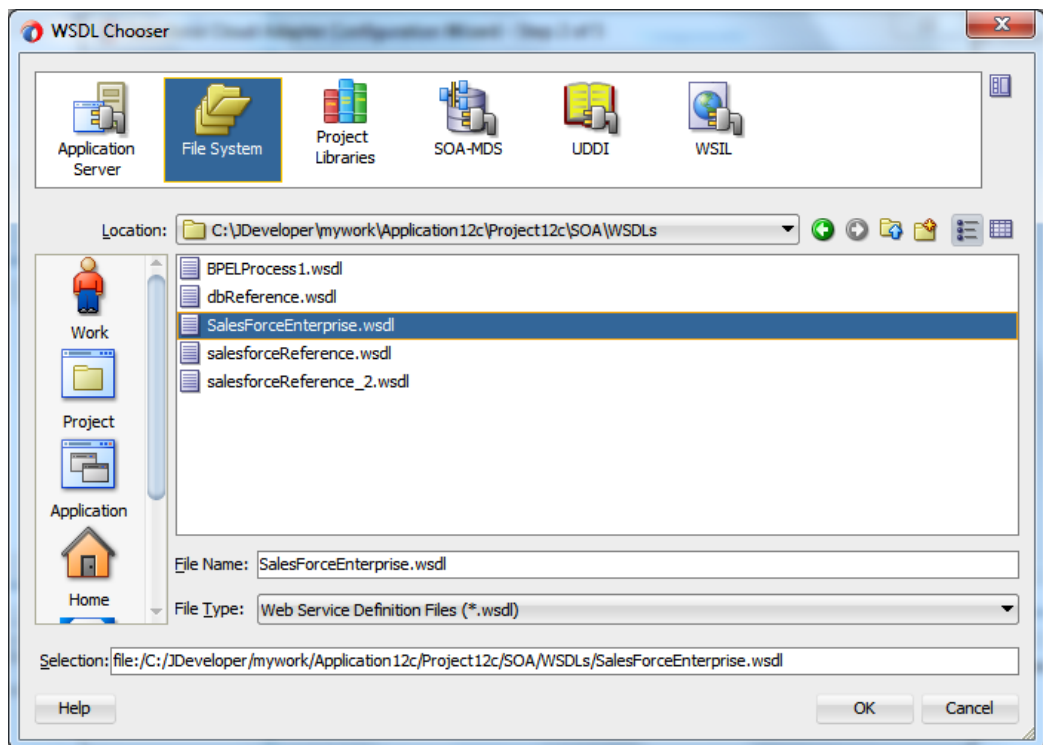 WSDL Chooser
Application Server
File System
Project Libraries
SOA-MDS
UDDI
WSIL
Location: C:\JDeveloper\mywork\Application12c\Project12c\SOA\WSDLs
Work
Project
Application
Home
BPELProcess1.wsdl
dbReference.wsdl
SalesForceEnterprise.wsdl
salesforceReference.wsdl
salesforceReference_2.wsdl
File Name: SalesForceEnterprise.wsdl
File Type: Web Service Definition Files (*.wsdl)
Selection: file:/C:/JDeveloper/mywork/Application12c/Project12c/SOA/WSDLs/SalesForceEnterprise.wsdl
Help
OK
Cancel